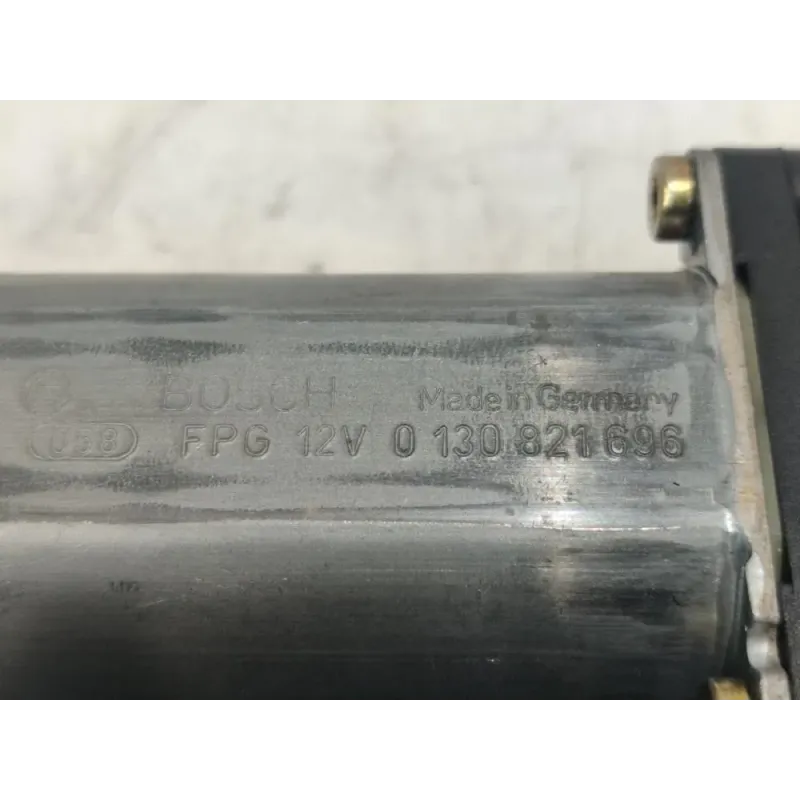 BOSCH Made in Germany
FPG 12V 0 130 821 696